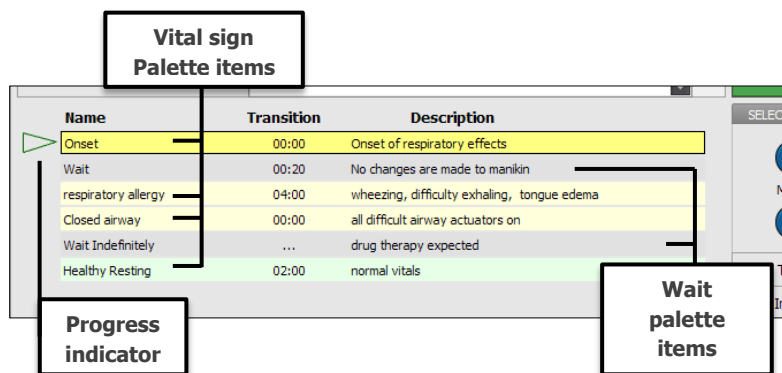 Vital sign
Palette items
Name Transition Description
Onset 00:00 Onset of respiratory effects
Wait 00:20 No changes are made to manikin
respiratory allergy 04:00 wheezing, difficulty exhaling, tongue edema
Closed airway 00:00 all difficult airway actuators on
Wait Indefinitely ... drug therapy expected
Healthy Resting 02:00 normal vitals
Progress
indicator
Wait
palette
items